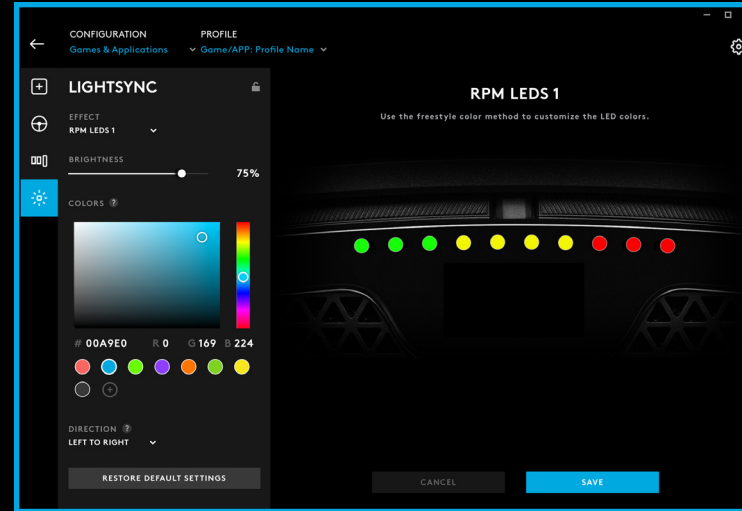 CONFIGURATION
Games & Applications
PROFILE
Game/APP: Profile Name
LIGHTSYNC
EFFECT
RPM LEDS 1
BRIGHTNESS
75%
COLORS ?
# 00A9E0 R 0 G 169 B 224
DIRECTION ?
LEFT TO RIGHT
RESTORE DEFAULT SETTINGS
RPM LEDS 1
Use the freestyle color method to customize the LED colors.
CANCEL
SAVE